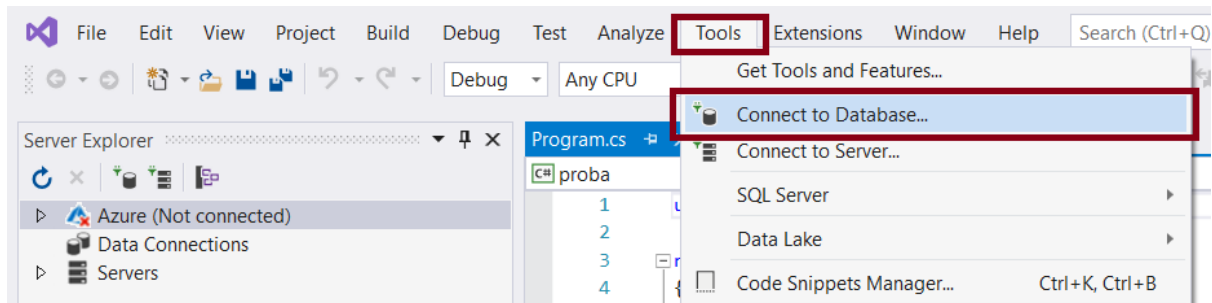 File Edit View Project Build Debug Test Analyze Tools Extensions Window Help Search (Ctrl+Q)
Debug Any CPU
Get Tools and Features...
Connect to Database...
Connect to Server...
SQL Server
Data Lake
Code Snippets Manager... Ctrl+K, Ctrl+B
Server Explorer
Azure (Not connected)
Data Connections
Servers
Program.cs
C# proba
1
2
3
4 {